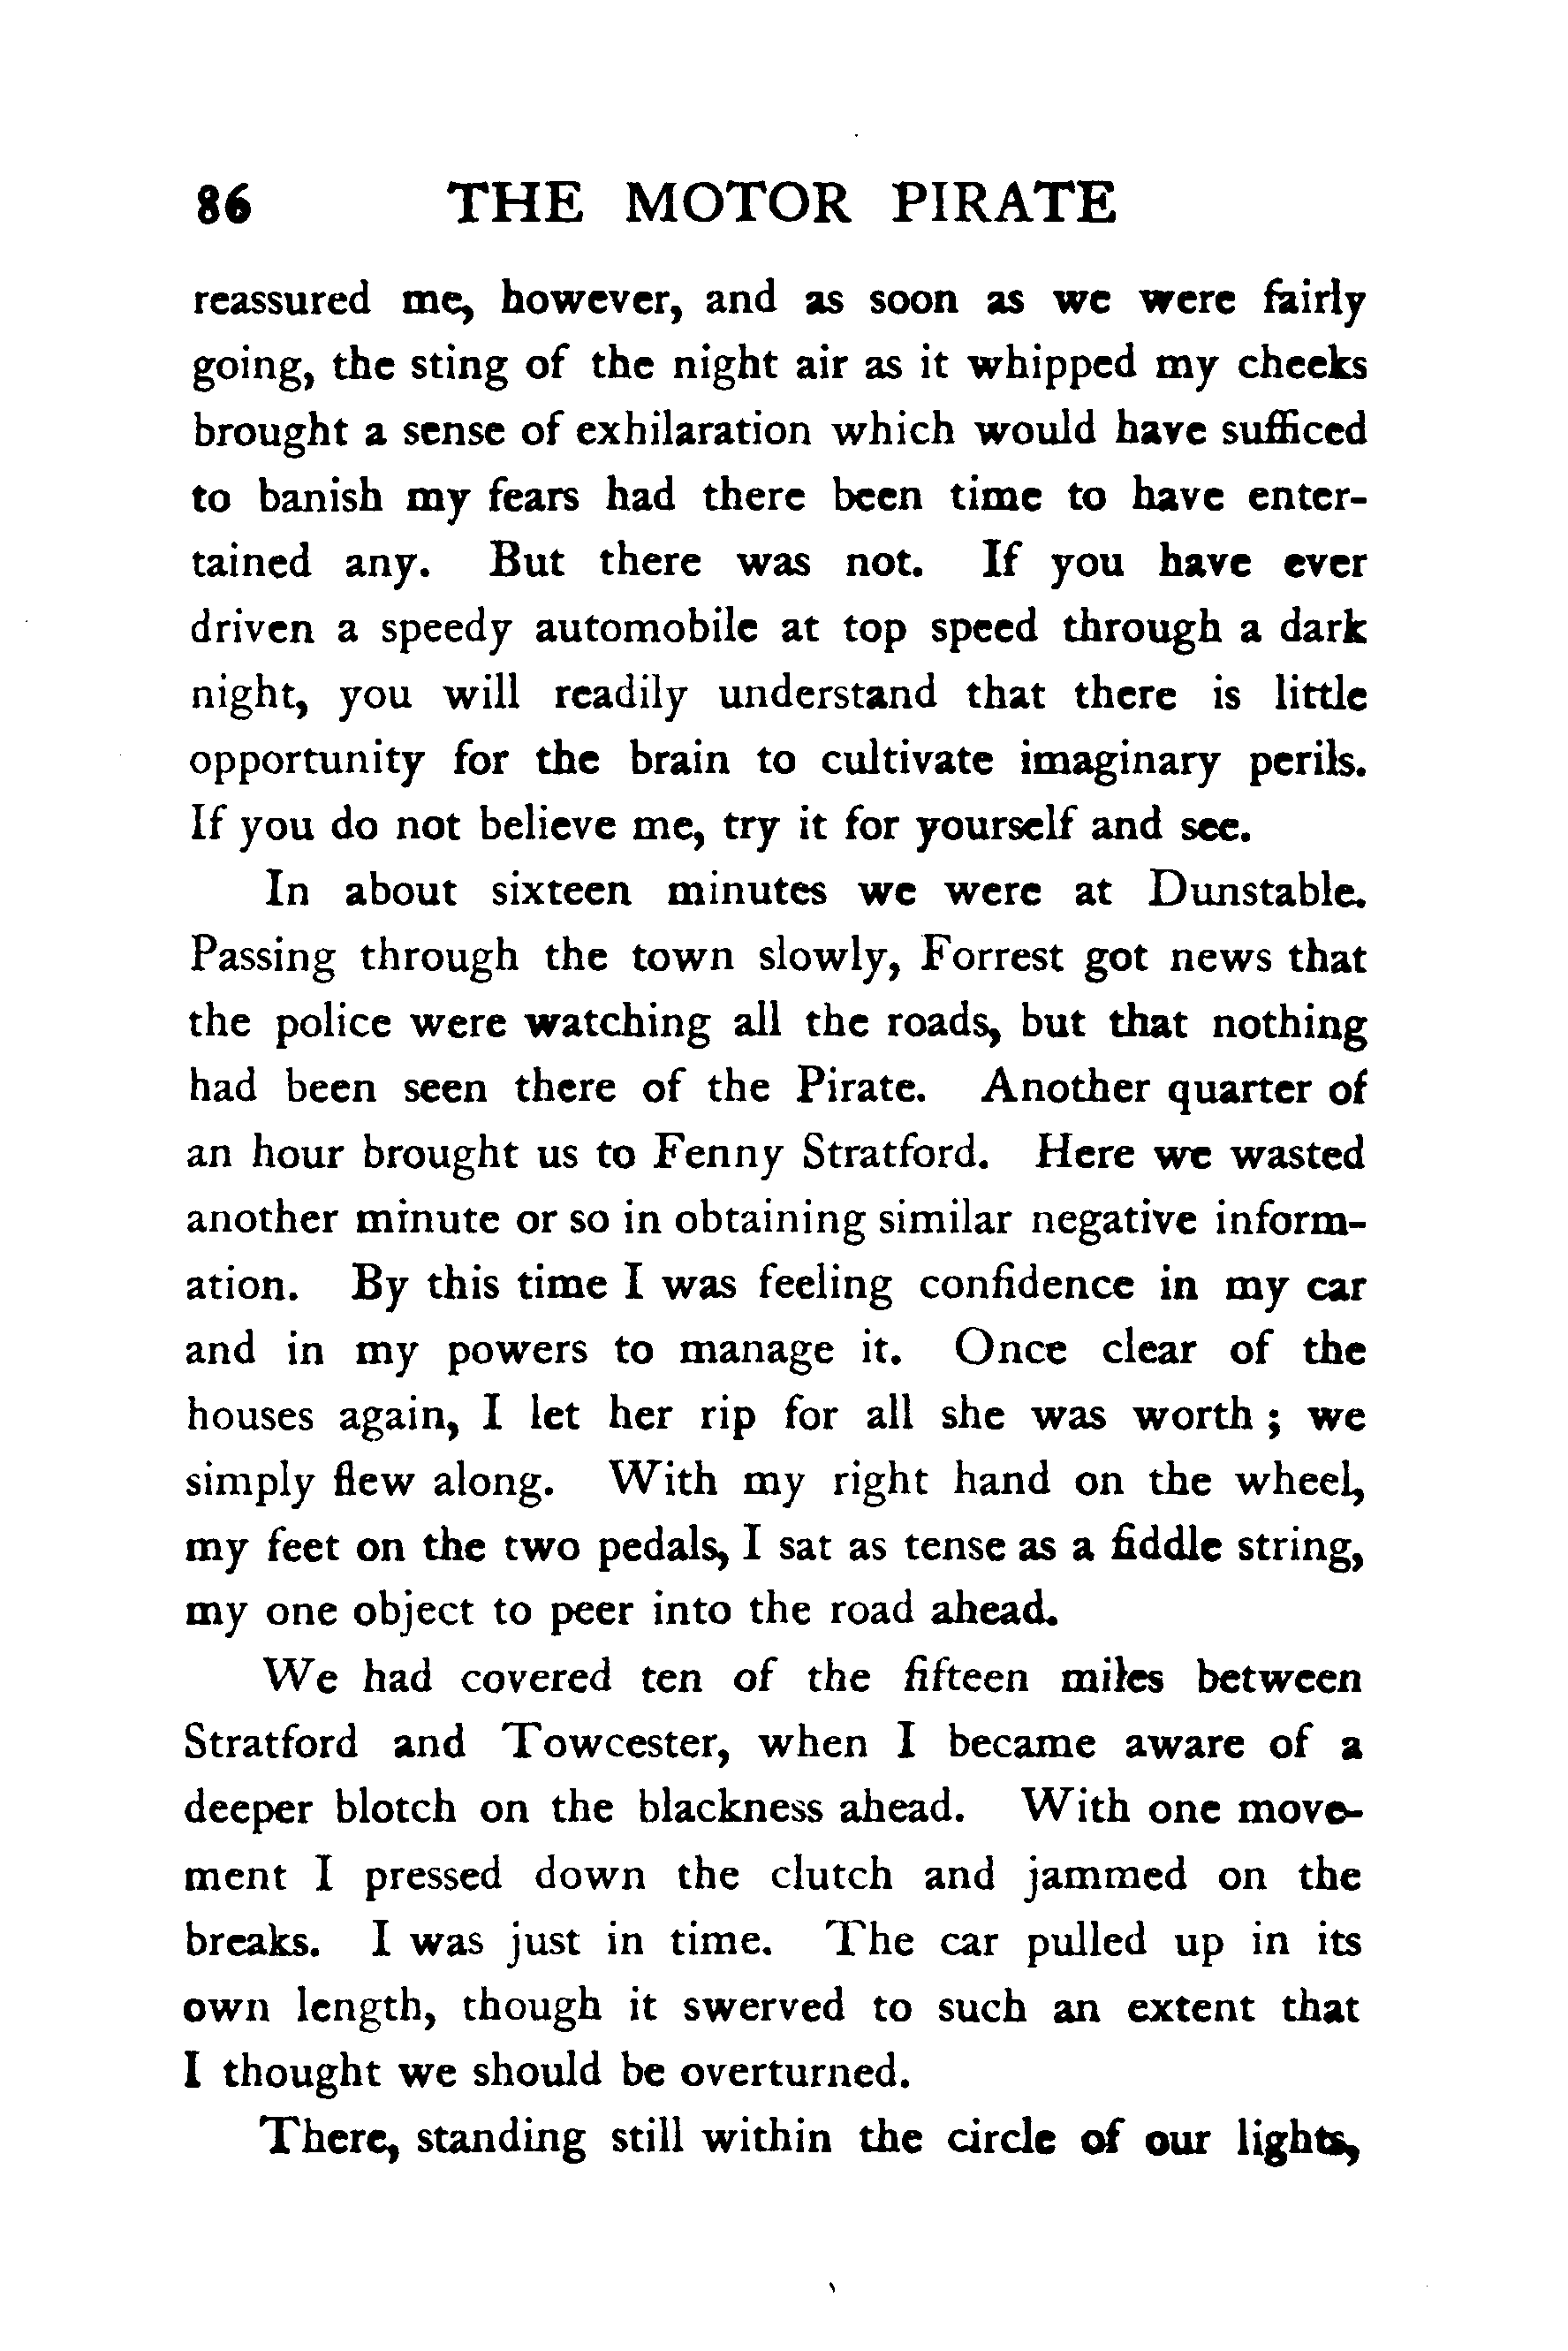 86 THE MOTOR PIRATE
reassured me, however, and as soon as we were fairly
going, the sting of the night air as it whipped my cheeks
brought a sense of exhilaration which would have sufficed
to banish my fears had there been time to have enter-
tained any. But there was not. If you have ever
driven a speedy automobile at top speed through a dark
night, you will readily understand that there is little
opportunity for the brain to cultivate imaginary perils.
If you do not believe me, try it for yourself and see.
In about sixteen minutes we were at Dunstable.
Passing through the town slowly, Forrest got news that
the police were watching all the roads, but that nothing
had been seen there of the Pirate. Another quarter of
an hour brought us to Fenny Stratford. Here we wasted
another minute or so in obtaining similar negative inform-
ation. By this time I was feeling confidence in my car
and in my powers to manage it. Once clear of the
houses again, I let her rip for all she was worth ; we
simply flew along. With my right hand on the wheel,
my feet on the two pedals, I sat as tense as a fiddle string,
my one object to peer into the road ahead.
We had covered ten of the fifteen miles between
Stratford and Towcester, when I became aware of a
deeper blotch on the blackness ahead. With one move-
ment I pressed down the clutch and jammed on the
breaks. I was just in time. The car pulled up in its
own length, though it swerved to such an extent that
I thought we should be overturned.
There, standing still within the circle of our lights,